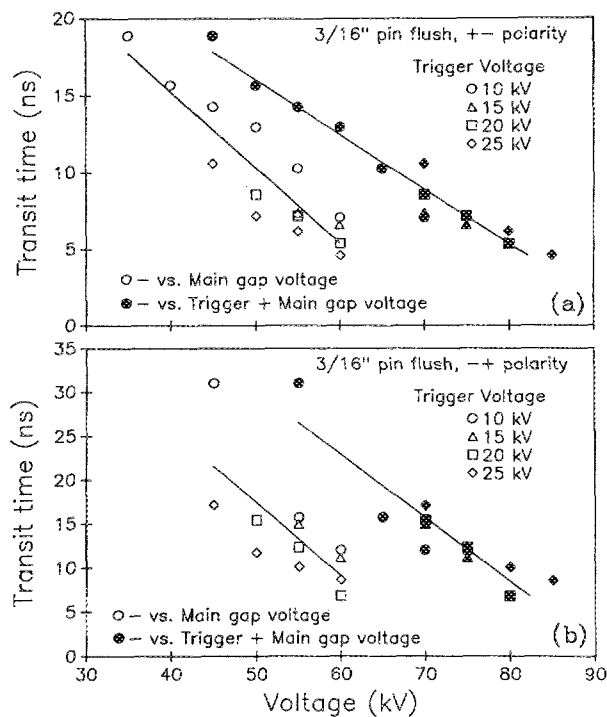 20
3/16" pin flush, +− polarity
Trigger Voltage
10 kV
15 kV
20 kV
25 kV
15
10
5
0
Transit time (ns)
○ − vs. Main gap voltage
− vs. Trigger + Main gap voltage
(a)
35
3/16" pin flush, −+ polarity
Trigger Voltage
10 kV
15 kV
20 kV
25 kV
30
25
20
15
10
5
0
Transit time (ns)
○ − vs. Main gap voltage
− vs. Trigger + Main gap voltage
(b)
30 40 50 60 70 80 90
Voltage (kV)